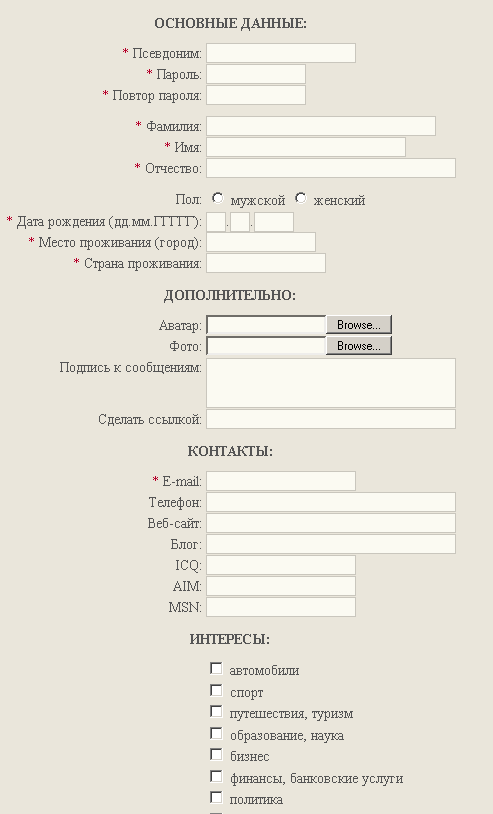 ОСНОВНЫЕ ДАННЫЕ:
* Псевдоним:
* Пароль:
* Повтор пароля:
* Фамилия:
* Имя:
* Отчество:
Пол: мужской женский
* Дата рождения (дд.мм.ГГГГГ): . .
* Место проживания (город):
* Страна проживания:
ДОПОЛНИТЕЛЬНО:
Аватар: Browse...
Фото: Browse...
Подпись к сообщениям:
Сделать ссылкой:
КОНТАКТЫ:
* E-mail:
Телефон:
Веб-сайт:
Блог:
ICQ:
AIM:
MSN:
ИНТЕРЕСЫ:
автомобили
спорт
путешествия, туризм
образование, наука
бизнес
финансы, банковские услуги
политика